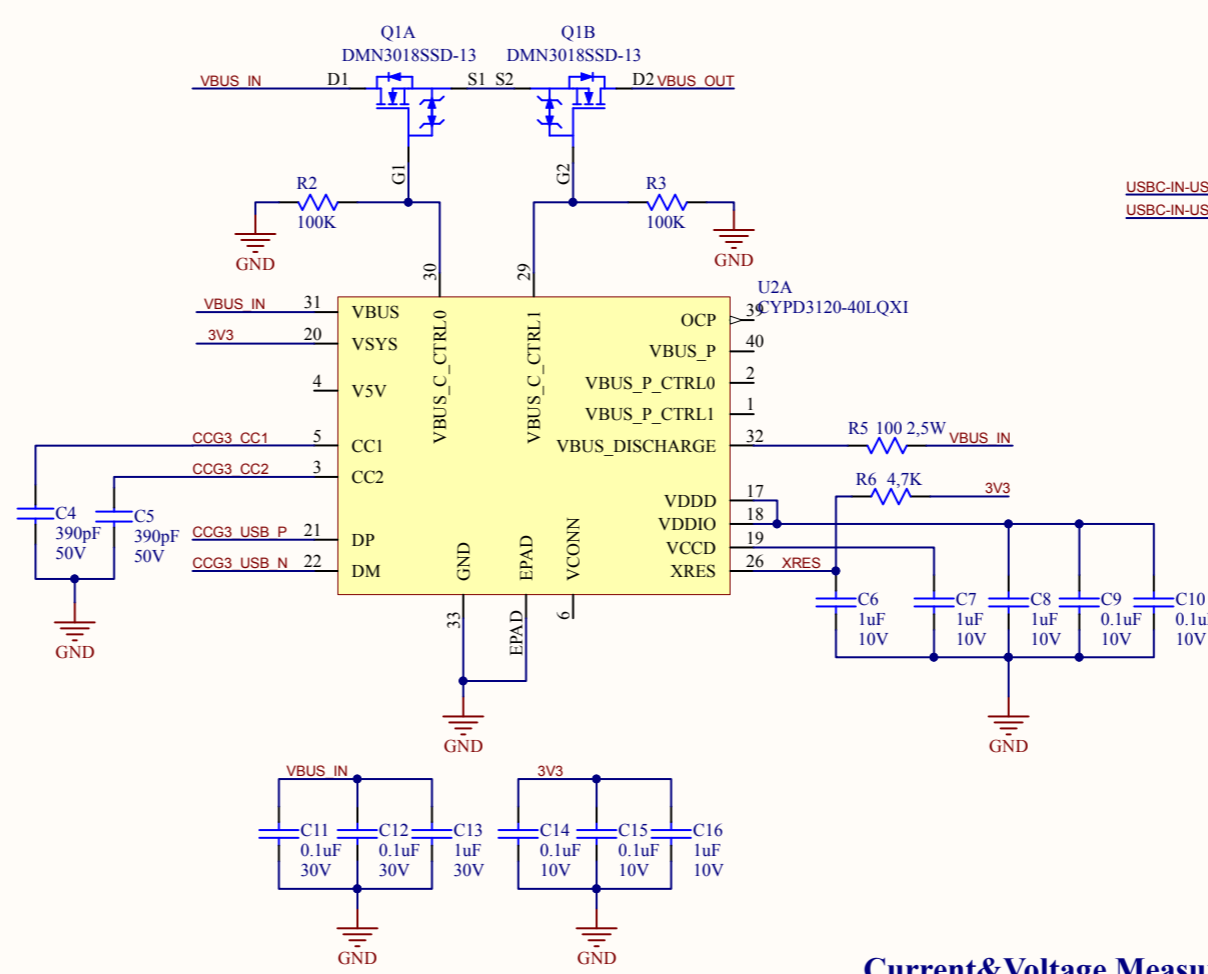 Q1A
DMN3018SSD-13
Q1B
DMN3018SSD-13
VBUS_IN
D1
S1 S2
D2 VBUS_OUT
G1
G2
R2
100K
R3
100K
GND
GND
USBC-IN-US
USBC-IN-US
30
29
U2A
CYPD3120-40LQXI
VBUS_IN 31 VBUS
3V3 20 VSYS
4 V5V
CCG3_CC1 5 CC1
CCG3_CC2 3 CC2
CCG3_USB_P 21 DP
CCG3_USB_N 22 DM
VBUS_C_CTRL0
VBUS_C_CTRL1
OCP 39
VBUS_P 40
VBUS_P_CTRL0 2
VBUS_P_CTRL1 1
VBUS_DISCHARGE 32
R5 100 2,5W VBUS_IN
R6 4,7K 3V3
VDDD 17
VDDIO 18
VCCD 19
XRES 26 XRES
GND
EPAD
VCONN
33
EPAD
6
C4
390pF
50V
C5
390pF
50V
GND
C6
1uF
10V
C7
1uF
10V
C8
1uF
10V
C9
0.1uF
10V
C10
0.1u
10V
GND
GND
VBUS_IN
C11
0.1uF
30V
C12
0.1uF
30V
C13
1uF
30V
GND
3V3
C14
0.1uF
10V
C15
0.1uF
10V
C16
1uF
10V
GND
Current&Voltage Measu